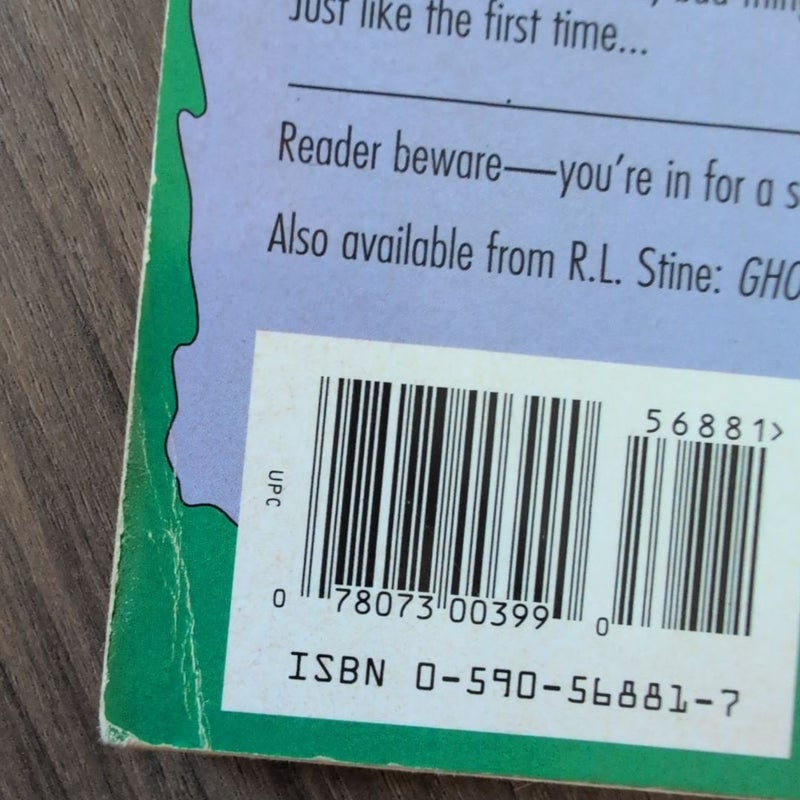 Just like the first time...
Reader beware—you're in for a
Also available from R.L. Stine:
56881>
UPC
0 78073 00399 0
ISBN 0-590-56881-7